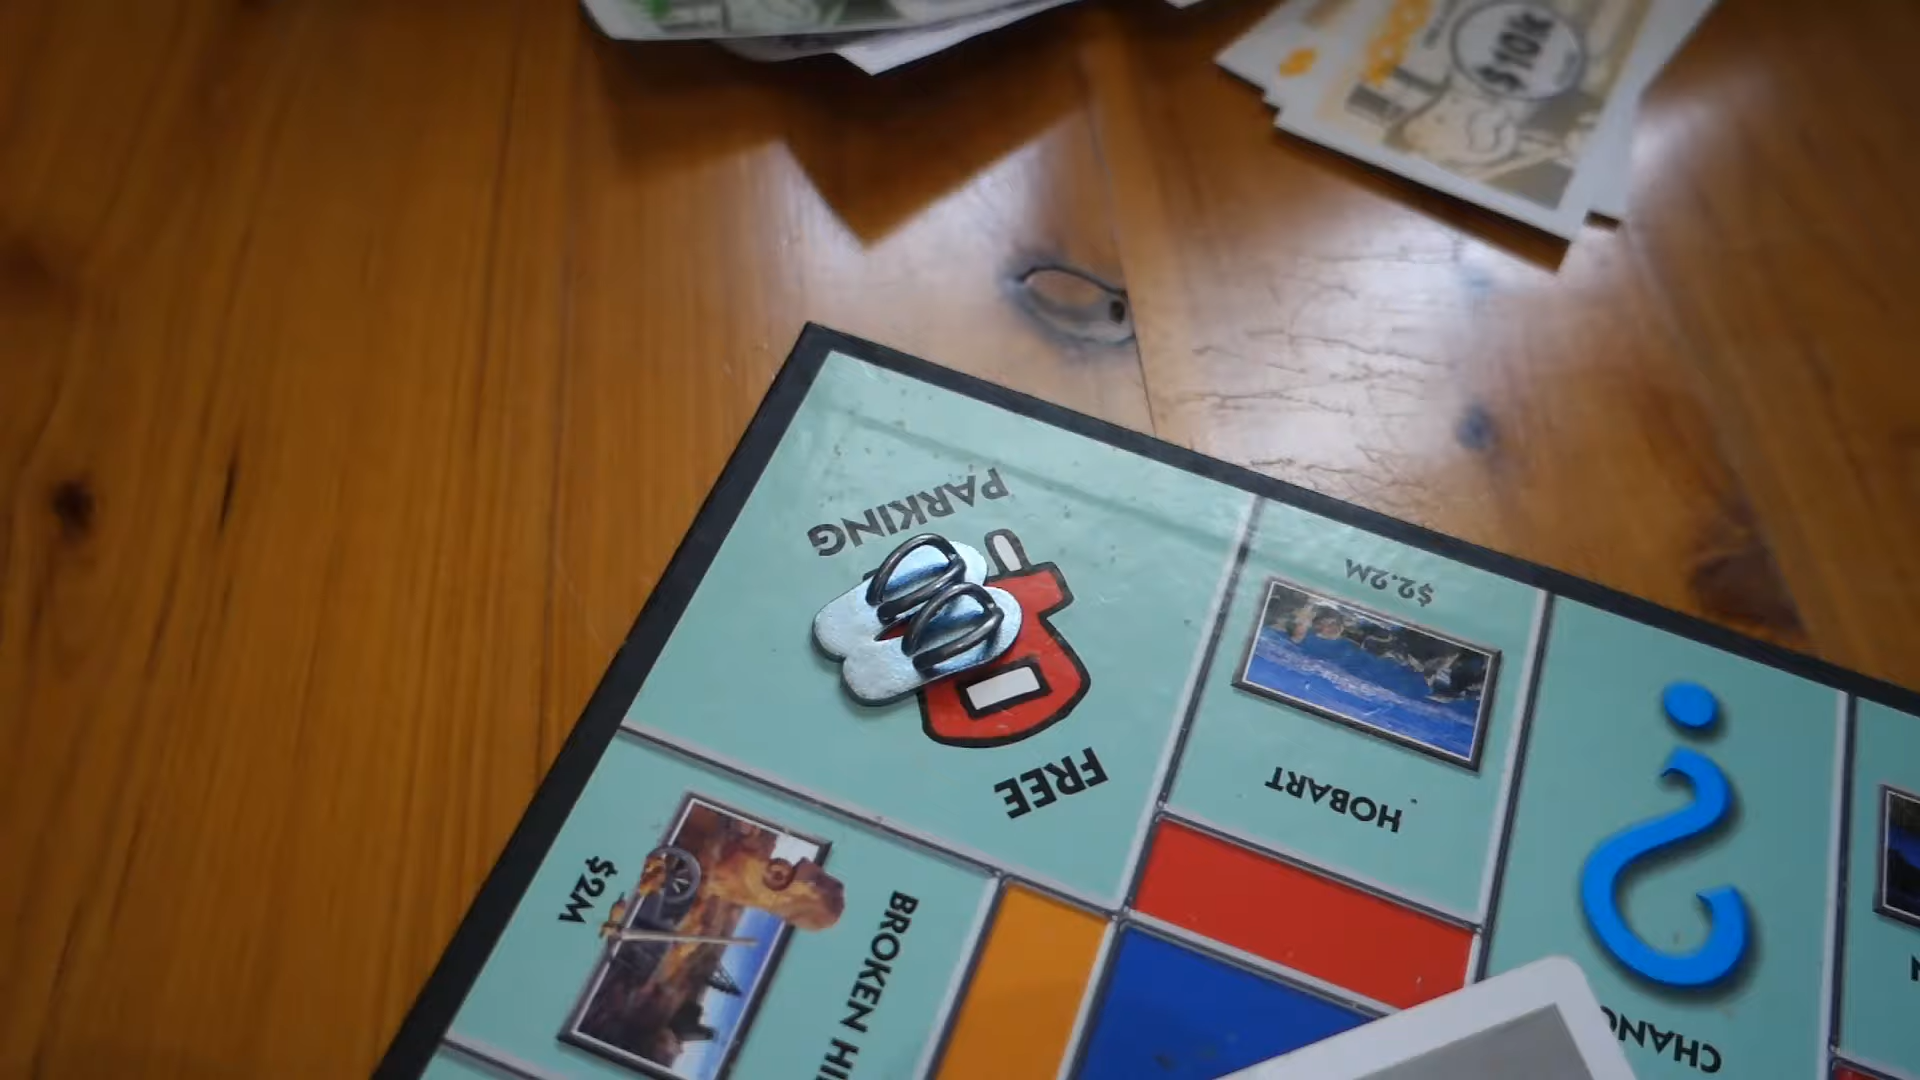 $10K
FREE
PARKING
HOBART
$2.2M
BROKEN HI
$2M
CHANC